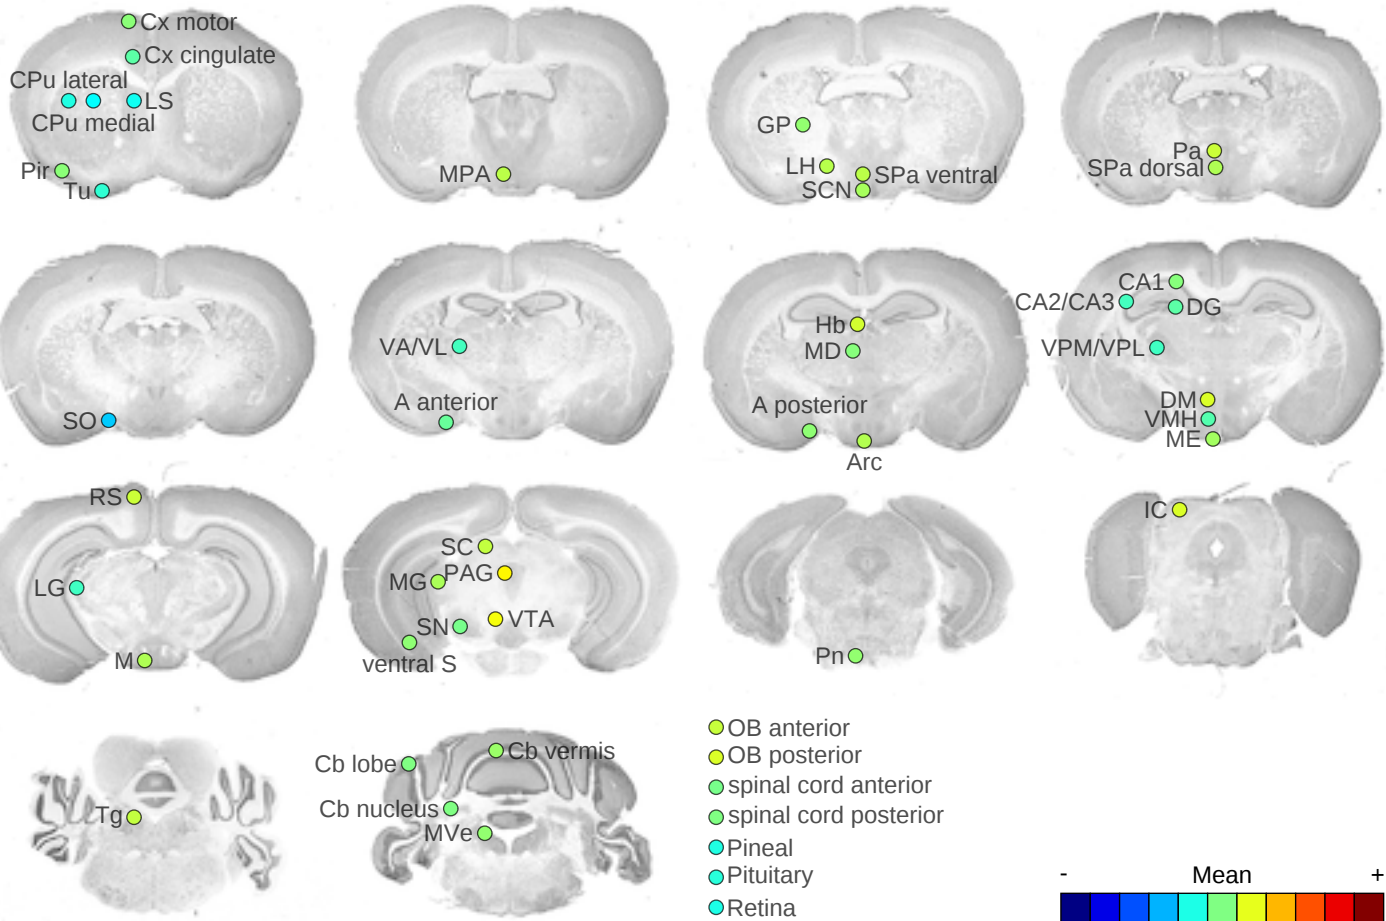 Cx motor
Cx cingulate
CPu lateral
LS
CPu medial
Pir
Tu
MPA
GP
LH
SPa ventral
SCN
Pa
SPa dorsal
SO
VA/VL
A anterior
Hb
MD
A posterior
Arc
CA1
CA2/CA3
DG
VPM/VPL
DM
VMH
ME
RS
LG
M
SC
PAG
MG
VTA
SN
ventral S
Pn
IC
Tg
Cb vermis
Cb lobe
Cb nucleus
MVe
OB anterior
OB posterior
spinal cord anterior
spinal cord posterior
Pineal
Pituitary
Retina
- Mean +